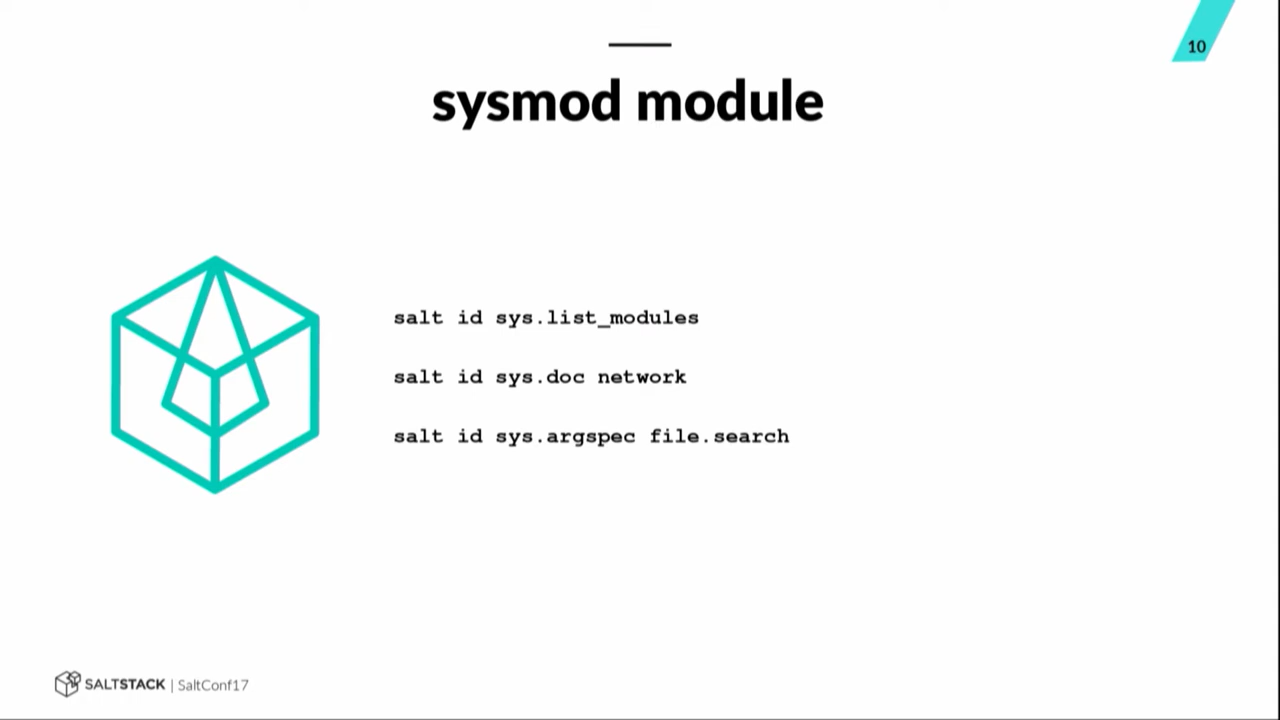 10
sysmod module
salt id sys.list_modules
salt id sys.doc network
salt id sys.argspec file.search
SALTSTACK | SaltConf17